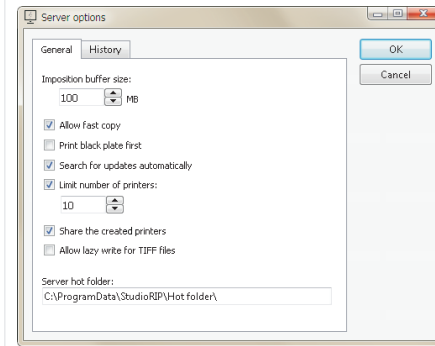 Server options
General
History
OK
Cancel
Imposition buffer size:
100 MB
Allow fast copy
Print black plate first
Search for updates automatically
Limit number of printers:
10
Share the created printers
Allow lazy write for TIFF files
Server hot folder:
C:\ProgramData\StudioRIP\Hot folder\